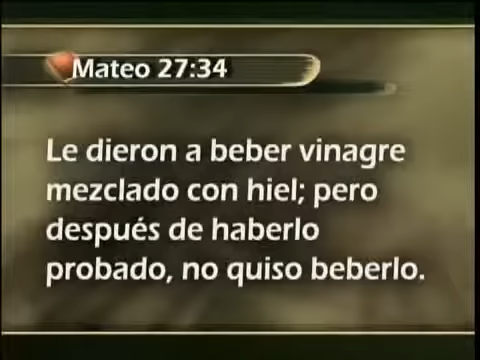 Mateo 27:34
Le dieron a beber vinagre
mezclado con hiel; pero
después de haberlo
probado, no quiso beberlo.